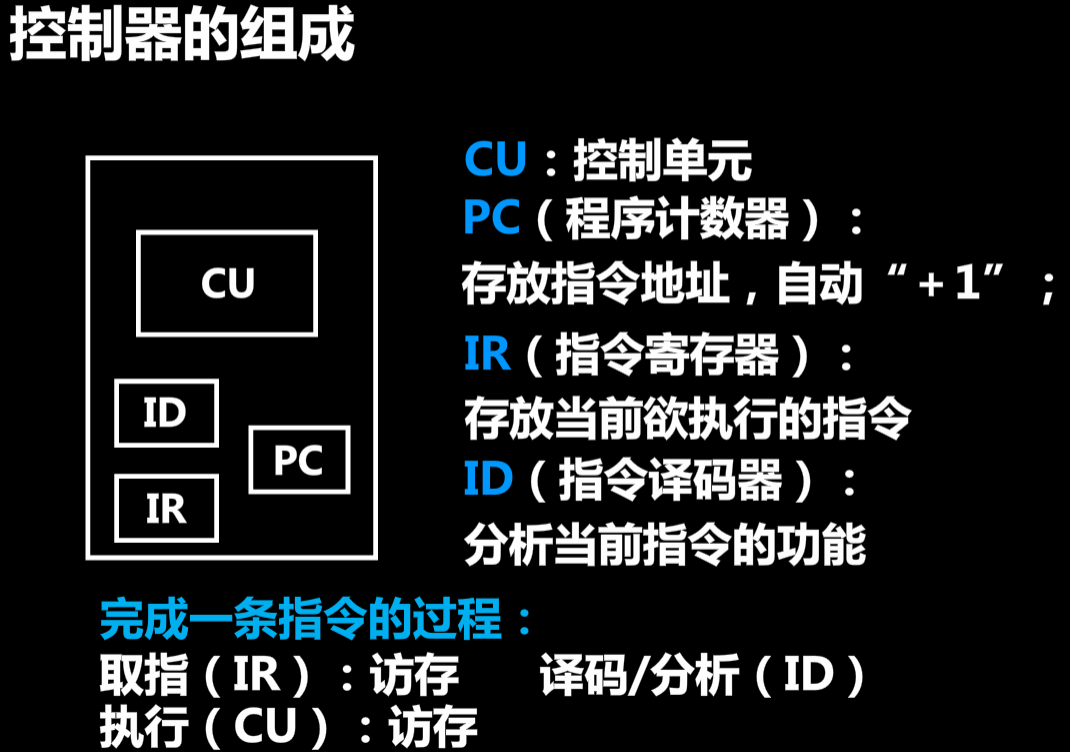 控制器的组成
CU
ID
PC
IR
CU：控制单元
PC（程序计数器）：
存放指令地址，自动“+1”；
IR（指令寄存器）：
存放当前欲执行的指令
ID（指令译码器）：
分析当前指令的功能
完成一条指令的过程：
取指（IR）：访存 译码/分析（ID）
执行（CU）：访存